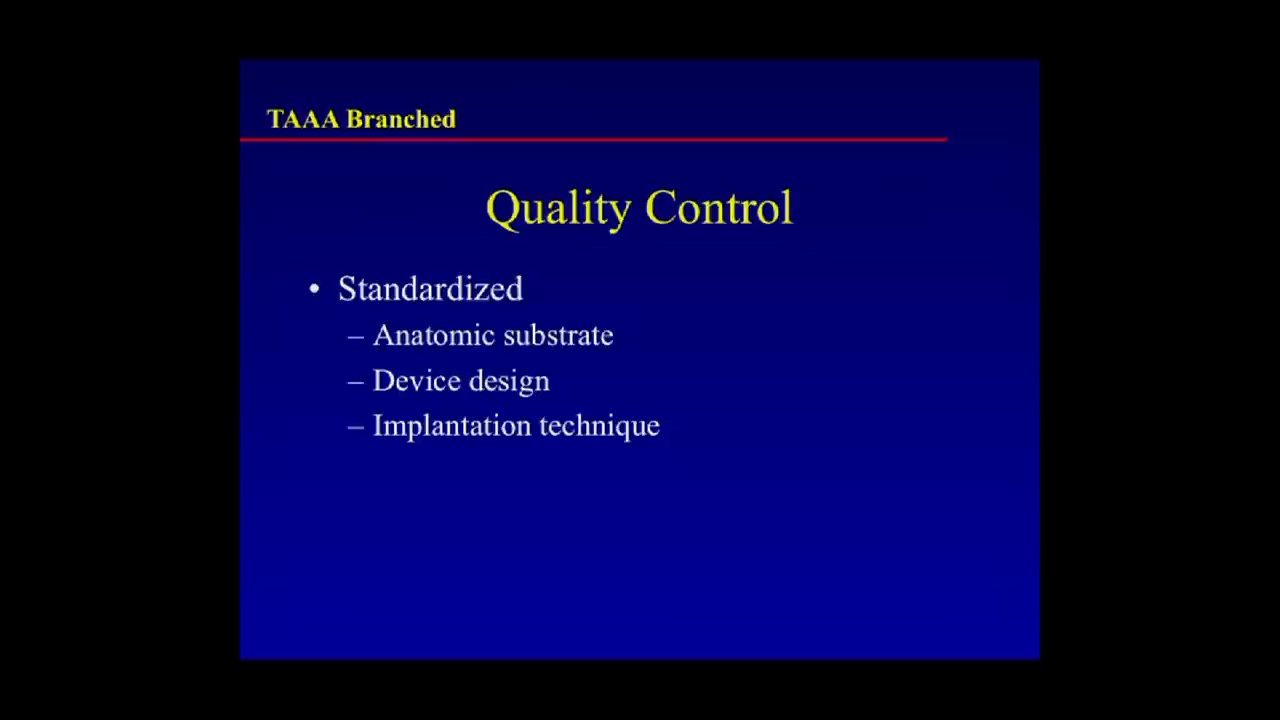 TAAA Branched
Quality Control
• Standardized
– Anatomic substrate
– Device design
– Implantation technique